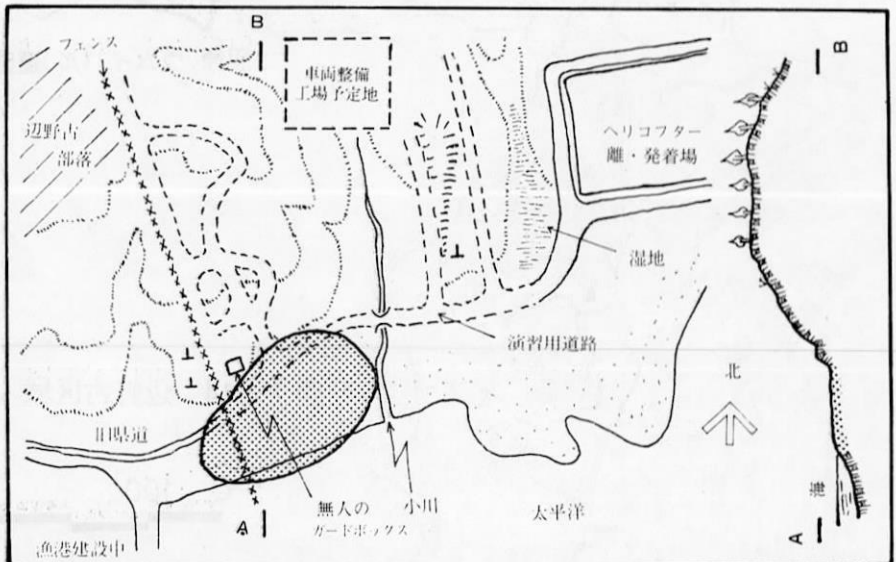 フェンス
B
車両整備
工場予定地
辺野古
部落
ヘリコフター
離・発着場
B
湿地
演習用道路
北
旧県道
無人の
ガードボックス
小川
太平洋
海
A
A
漁港建設中